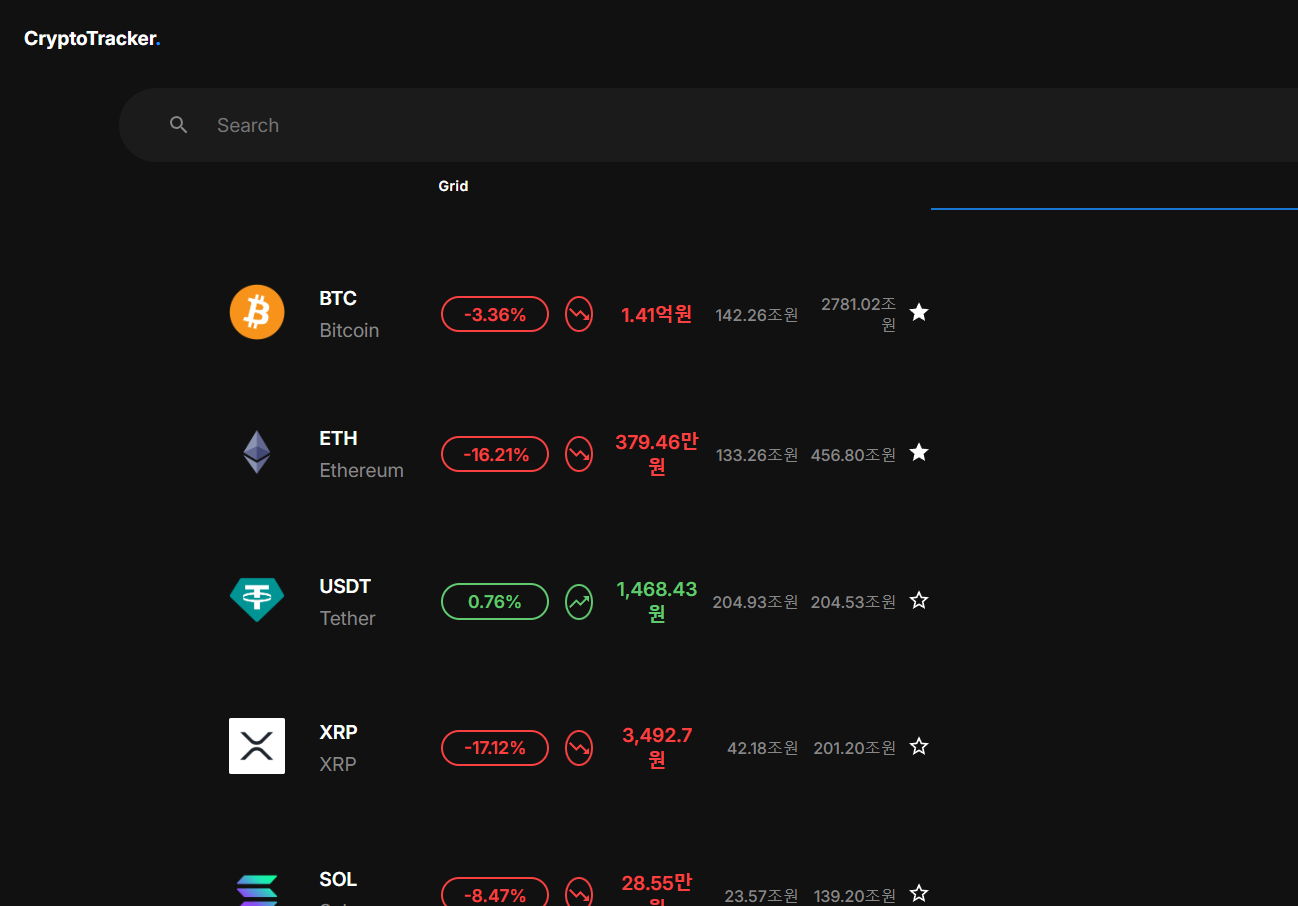 CryptoTracker.
Search
Grid
BTC
Bitcoin
-3.36%
1.41억원
142.26조원
2781.02조
원
ETH
Ethereum
-16.21%
379.46만
원
133.26조원
456.80조원
USDT
Tether
0.76%
1,468.43
원
204.93조원
204.53조원
XRP
XRP
-17.12%
3,492.7
원
42.18조원
201.20조원
SOL
-8.47%
28.55만
23.57조원
139.20조원